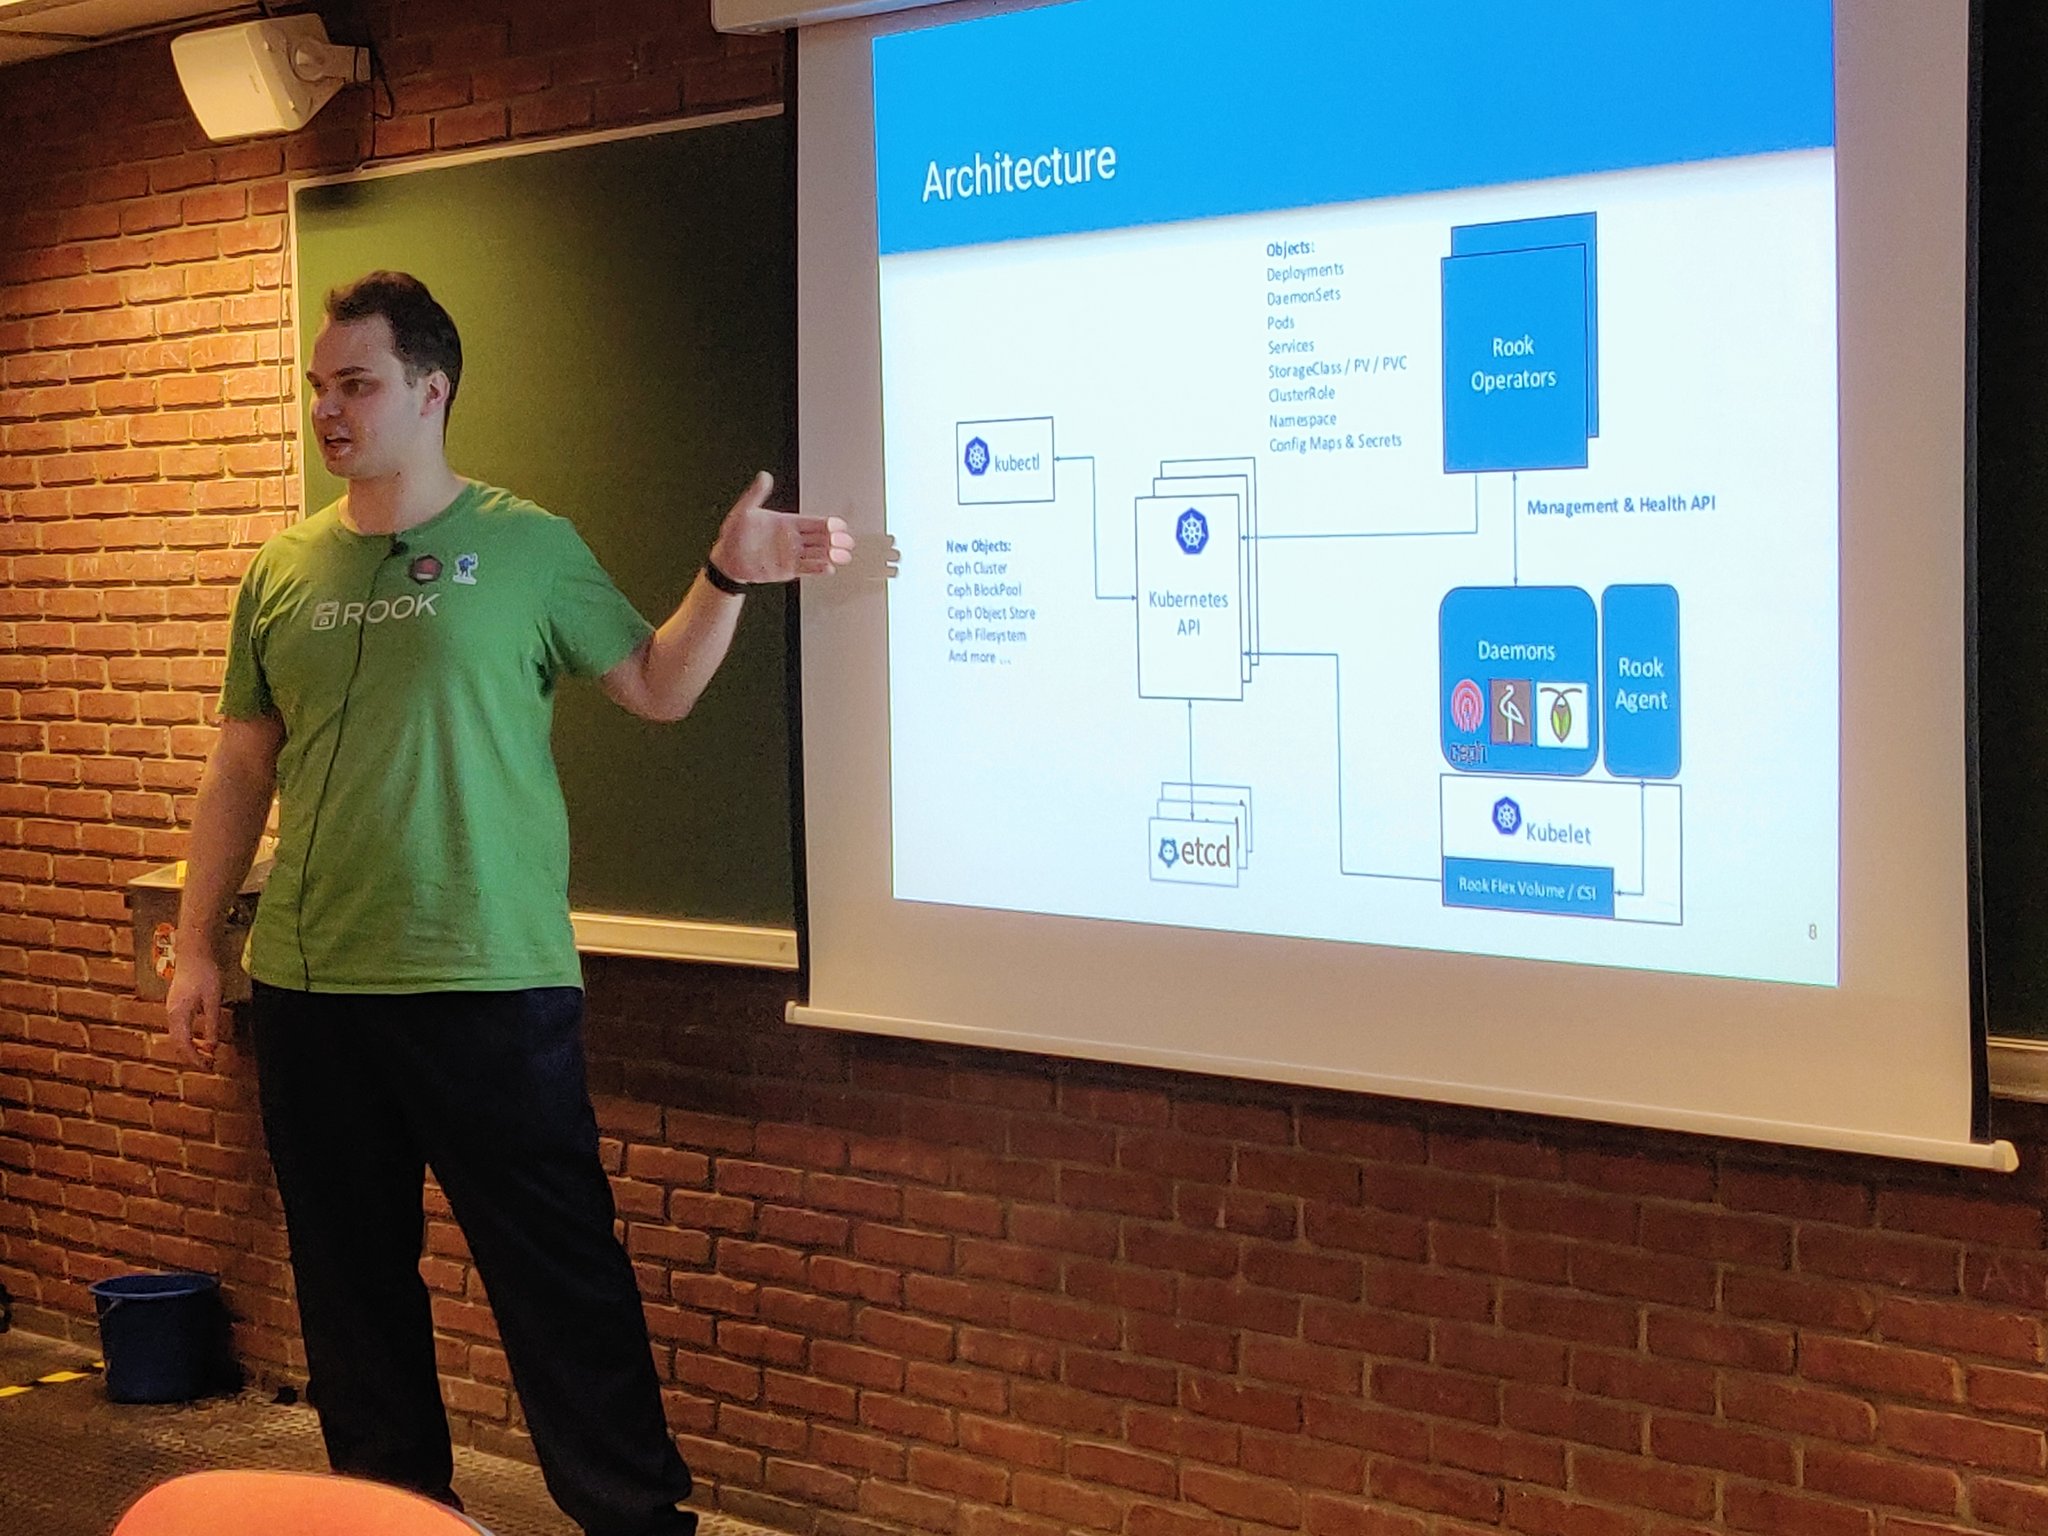 Architecture
Objects:
Deployments
DaemonSets
Pods
Services
StorageClass / PV / PVC
ClusterRole
Namespace
Config Maps & Secrets
Rook
Operators
kubectl
Management & Health API
New Objects:
Ceph Cluster
Ceph BlockPool
Ceph Object Store
Ceph Filesystem
And more ...
Kubernetes
API
Daemons
ceph
Rook
Agent
etcd
Kubelet
Rook Flex Volume / CSI
8
ROOK